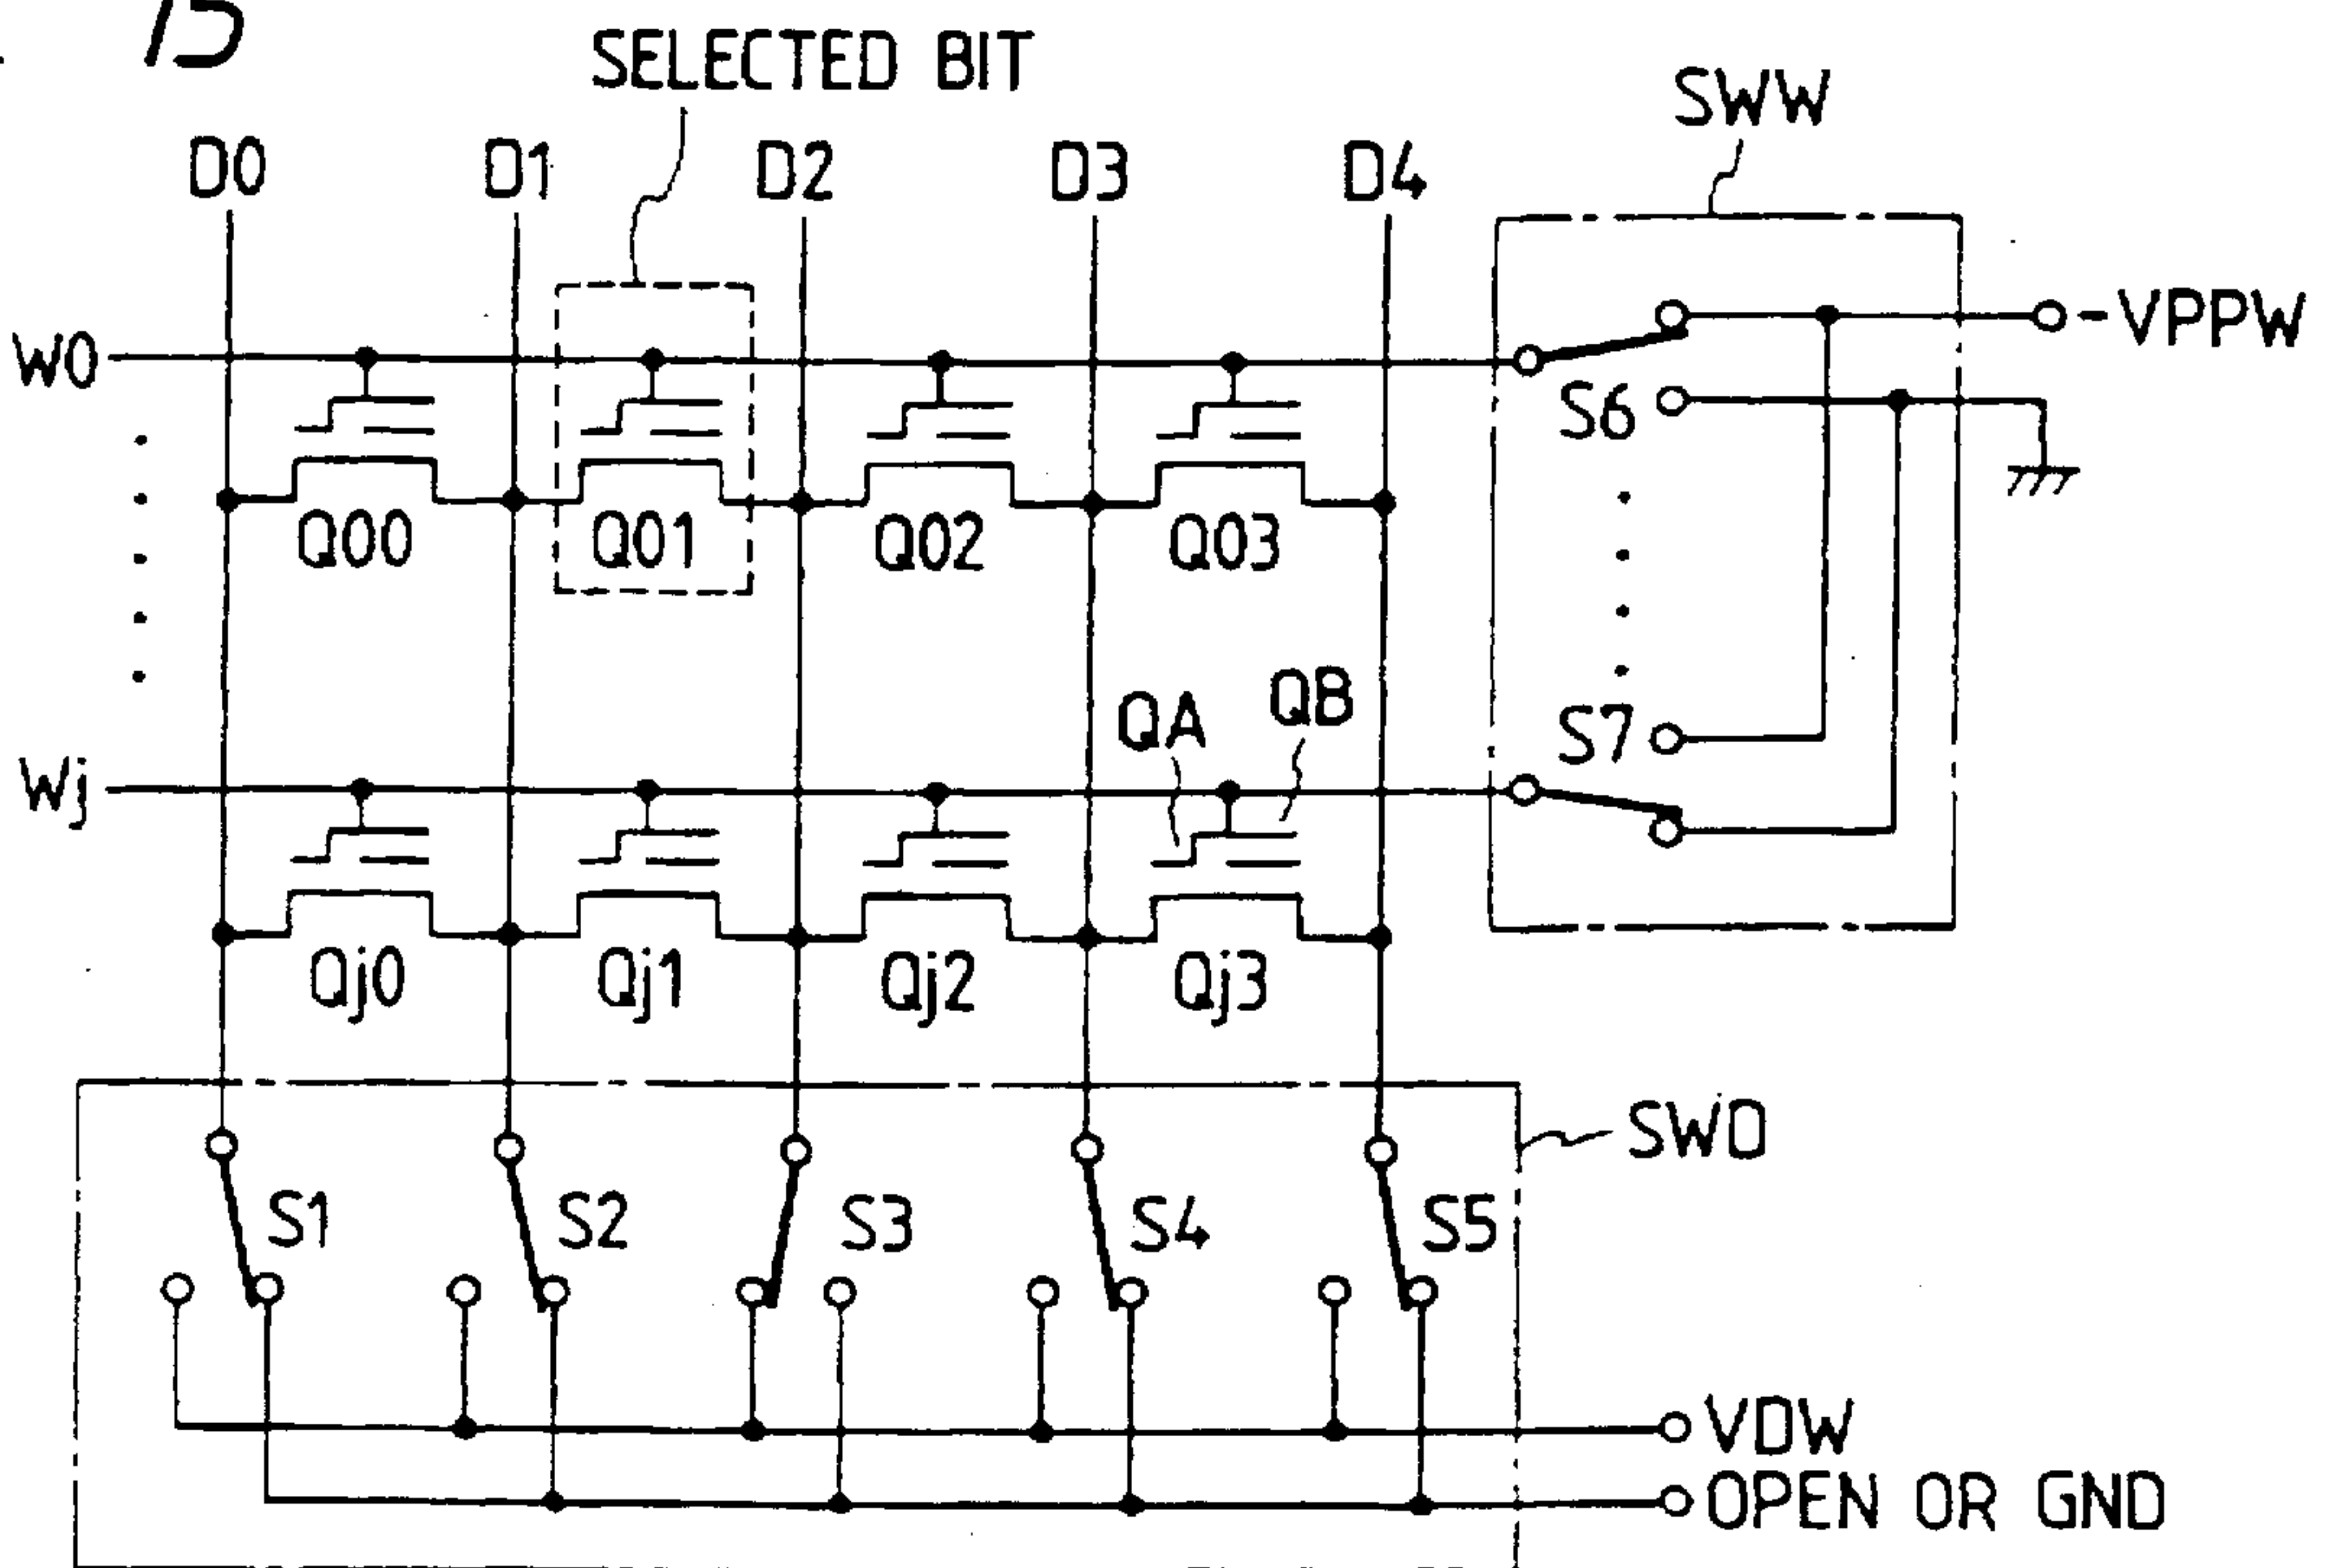 SELECTED BIT
SWW
D0 D1 D2 D3 D4
-VPPW
W0
S6
Q00 Q01 Q02 Q03
QA QB
S7
Wj
Qj0 Qj1 Qj2 Qj3
SWD
S1 S2 S3 S4 S5
VDW
OPEN OR GND